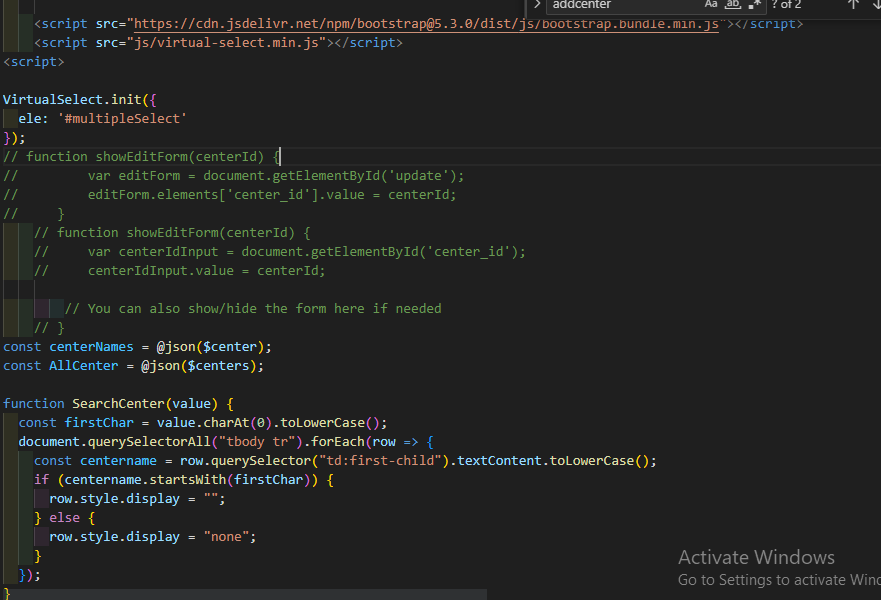 addcenter
Aa ab .* ? of 2
<script src="https://cdn.jsdelivr.net/npm/bootstrap@5.3.0/dist/js/bootstrap.bundle.min.js"></script>
<script src="js/virtual-select.min.js"></script>
<script>
VirtualSelect.init({
ele: '#multipleSelect'
});
// function showEditForm(centerId) {
// var editForm = document.getElementById('update');
// editForm.elements['center_id'].value = centerId;
// }
// function showEditForm(centerId) {
// var centerIdInput = document.getElementById('center_id');
// centerIdInput.value = centerId;
// You can also show/hide the form here if needed
// }
const centerNames = @json($center);
const AllCenter = @json($centers);
function SearchCenter(value) {
const firstChar = value.charAt(0).toLowerCase();
document.querySelectorAll("tbody tr").forEach(row => {
const centername = row.querySelector("td:first-child").textContent.toLowerCase();
if (centername.startsWith(firstChar)) {
row.style.display = "";
} else {
row.style.display = "none";
}
});
}
Activate Windows
Go to Settings to activate Winc